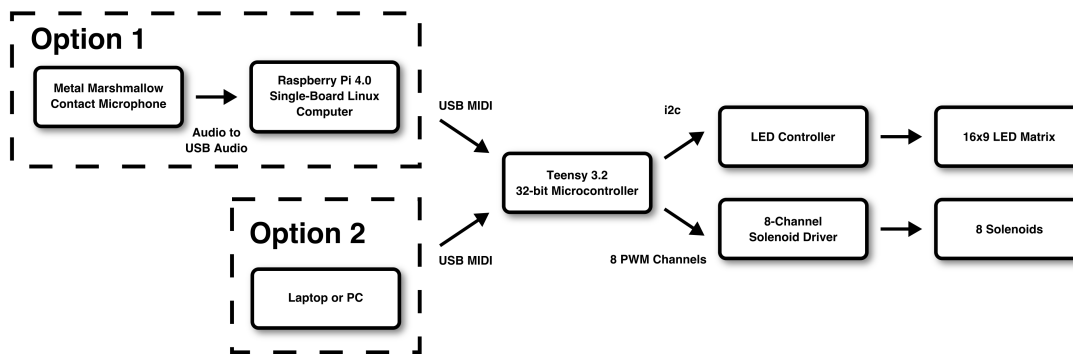 Option 1
Metal Marshmallow
Contact Microphone
Audio to
USB Audio
Raspberry Pi 4.0
Single-Board Linux
Computer
USB MIDI
Option 2
Laptop or PC
USB MIDI
Teensy 3.2
32-bit Microcontroller
i2c
LED Controller
16x9 LED Matrix
8 PWM Channels
8-Channel
Solenoid Driver
8 Solenoids